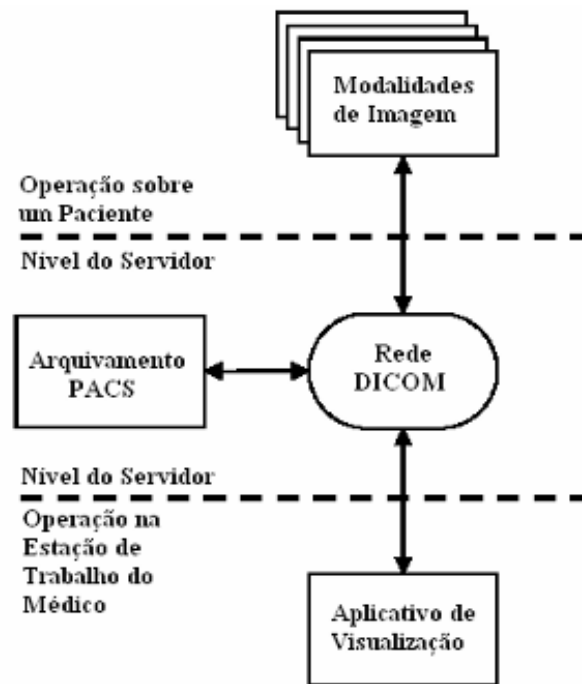 Modalidades
de Imagem
Operação sobre
um Paciente
Nível do Servidor
Arquivamento
PACS
Rede
DICOM
Nível do Servidor
Operação na
Estação de
Trabalho do
Médico
Aplicativo de
Visualização